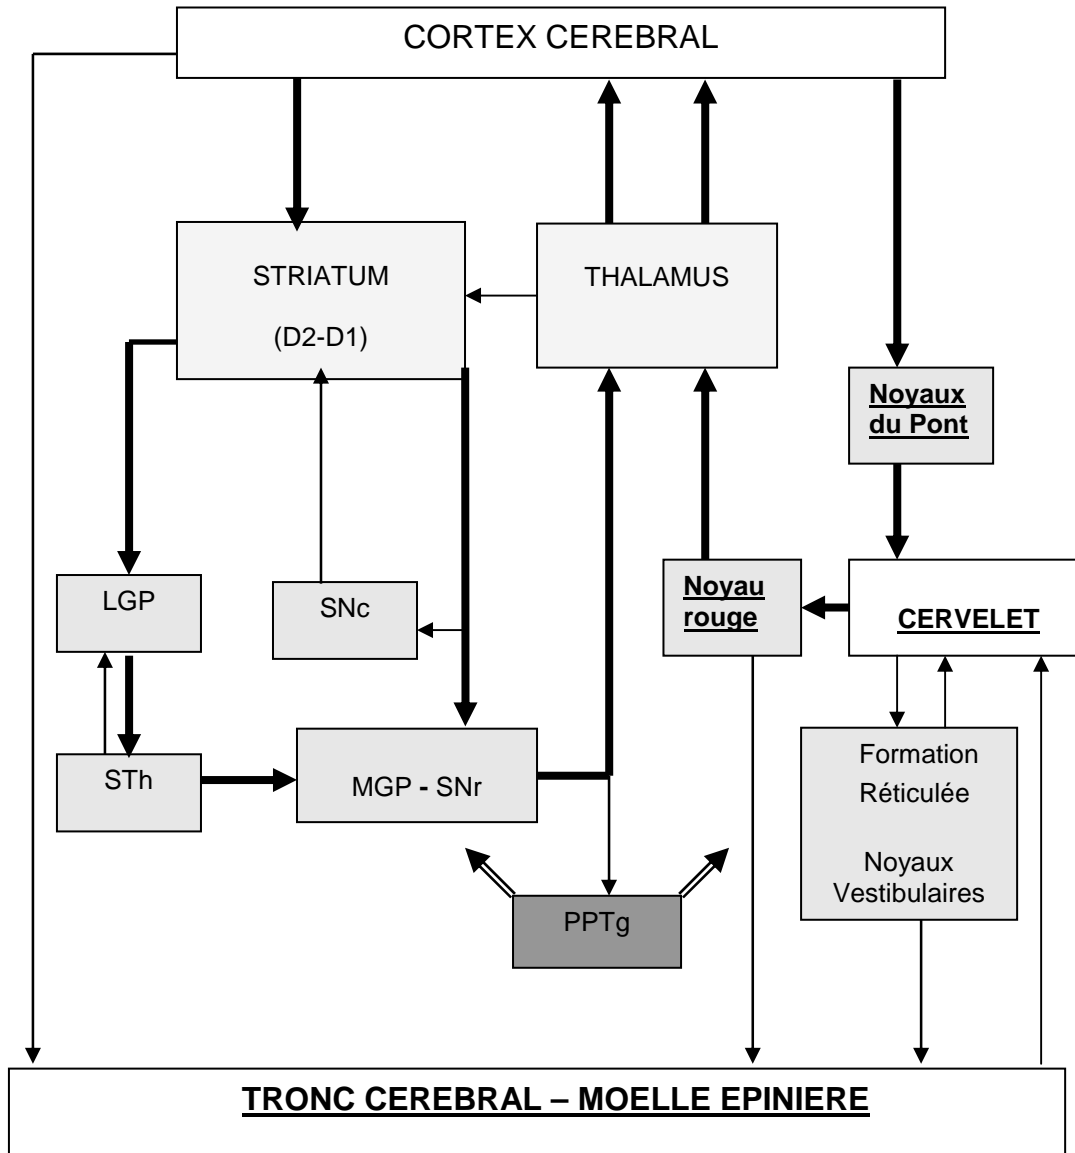 CORTEX CEREBRAL
STRIATUM
(D2-D1)
THALAMUS
Noyaux
du Pont
LGP
SNc
Noyau
rouge
CERVELET
STh
MGP - SNr
Formation
Réticulée
Noyaux
Vestibulaires
PPTg
TRONC CEREBRAL – MOELLE EPINIERE